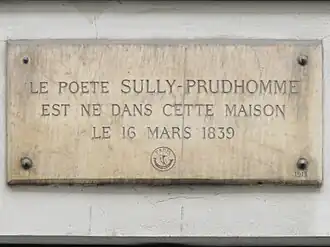 LE POETE SULLY-PRUDHOMME
EST NE DANS CETTE MAISON
LE 16 MARS 1839